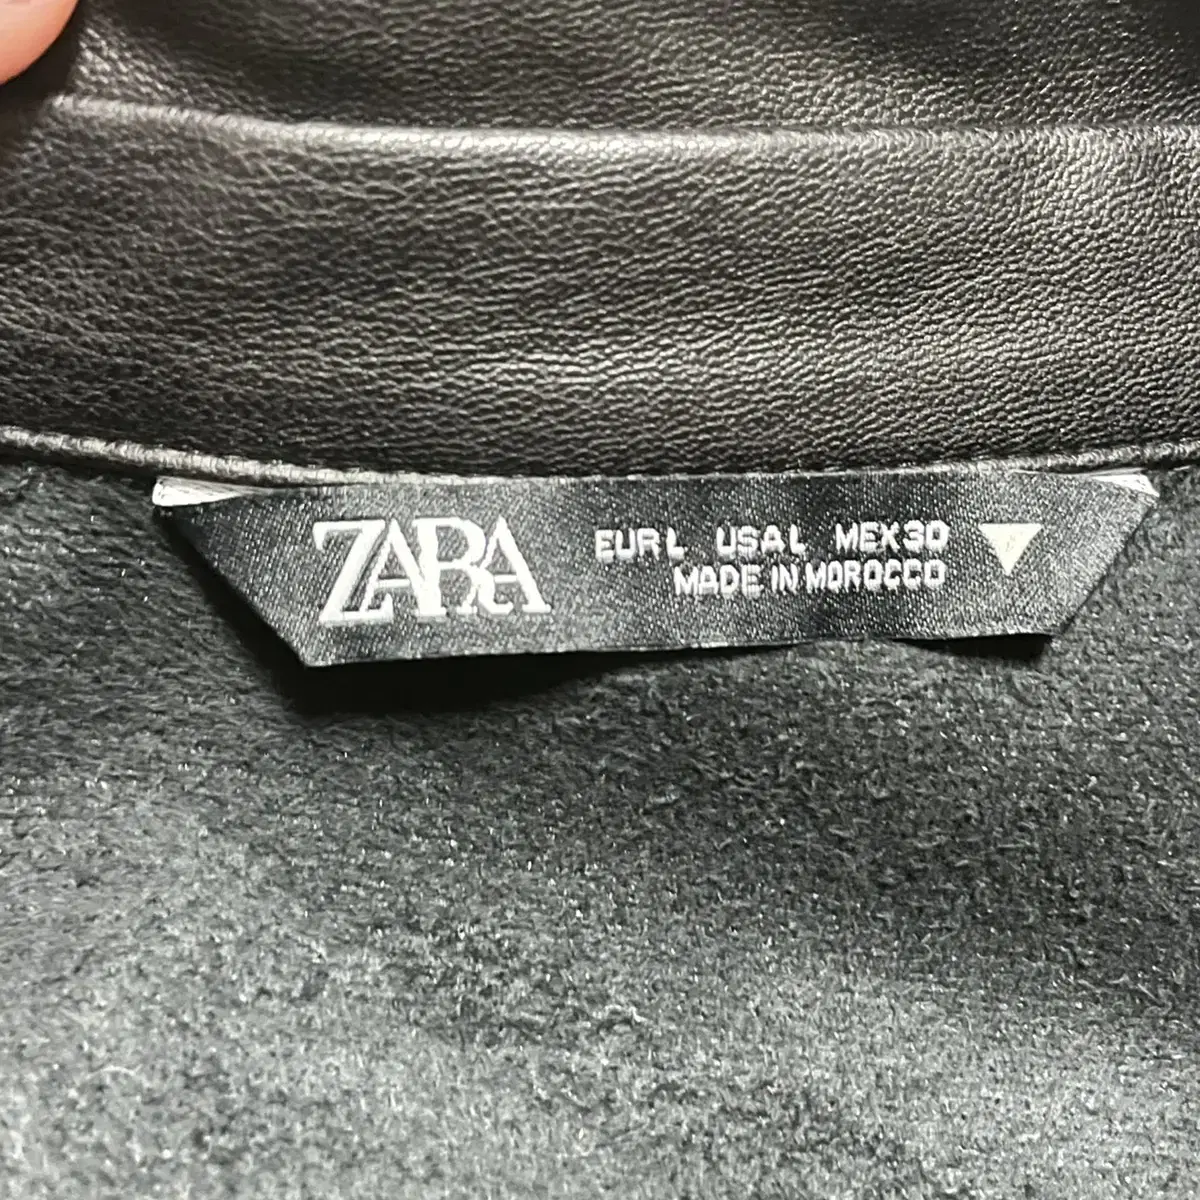 ZARA
EUR L USA L MEX 30
MADE IN MOROCCO